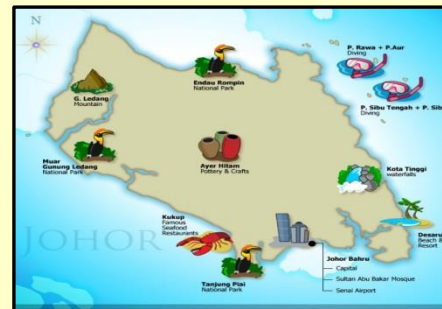 N
P. Rawa + P.Aur
Diving
Endau Rompin
National Park
G. Ledang
Mountain
P. Sibu Tengah + P. Sibu
Diving
Muar
Gunung Ledang
National Park
Ayer Hitam
Pottery & Crafts
Kota Tinggi
waterfalls
Kukup
Famous
Seafood
Restaurants
Desaru
Beach &
Resort
JOHOR
Johor Bahru
Capital
Sultan Abu Bakar Mosque
Senai Airport
Tanjung Piai
National Park